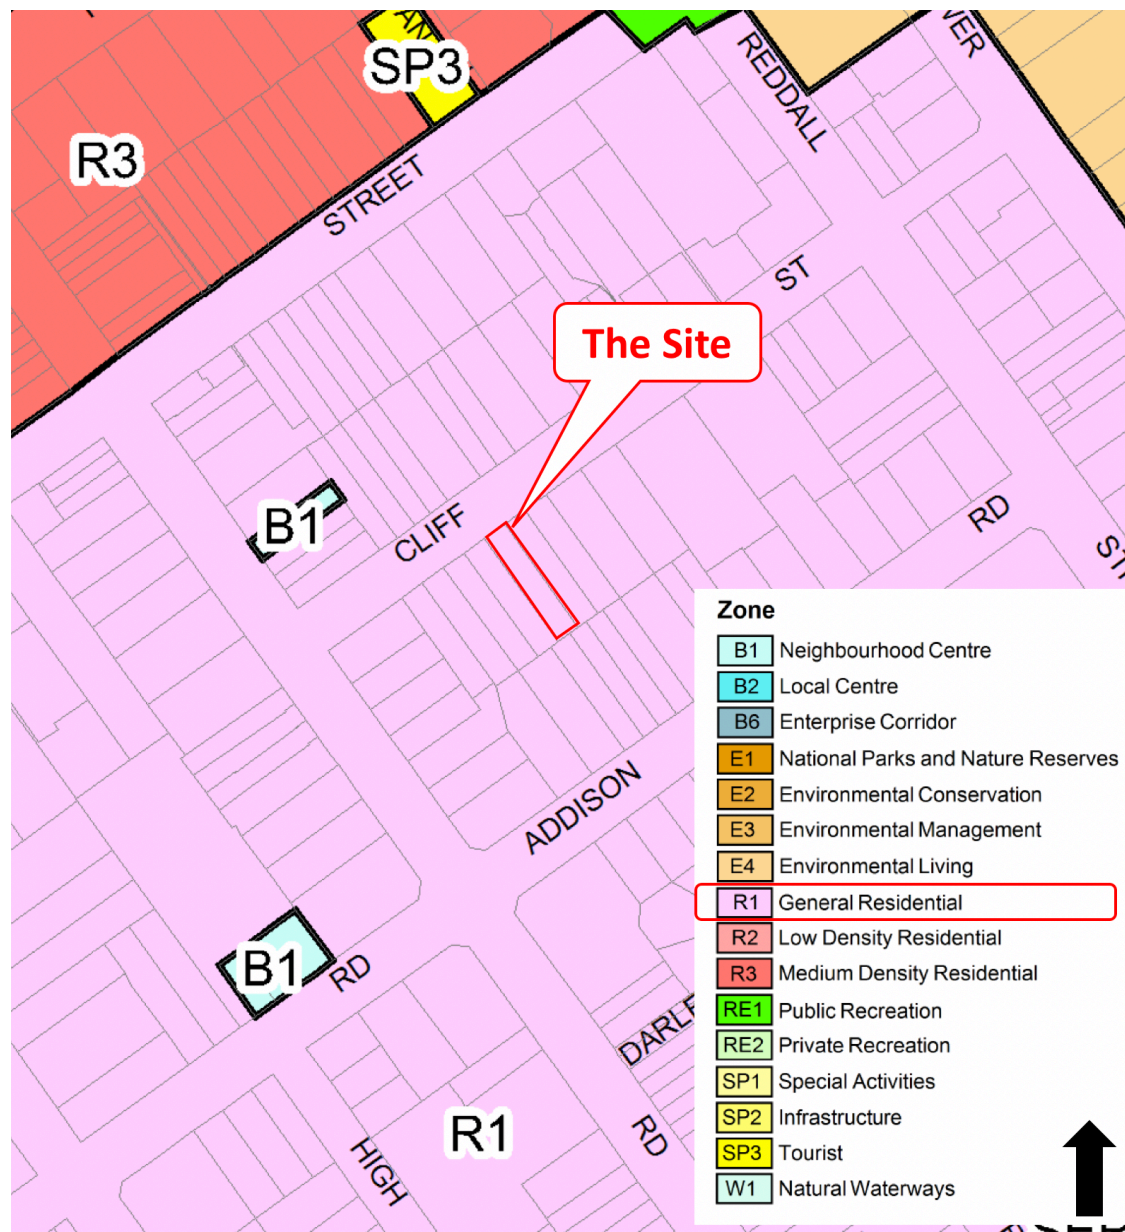 SP3
REDDALL
R3
STREET
ST
The Site
B1
CLIFF
RD
ADDISON
B1
RD
DARLE
R1
HIGH
RD
Zone
B1 Neighbourhood Centre
B2 Local Centre
B6 Enterprise Corridor
E1 National Parks and Nature Reserves
E2 Environmental Conservation
E3 Environmental Management
E4 Environmental Living
R1 General Residential
R2 Low Density Residential
R3 Medium Density Residential
RE1 Public Recreation
RE2 Private Recreation
SP1 Special Activities
SP2 Infrastructure
SP3 Tourist
W1 Natural Waterways